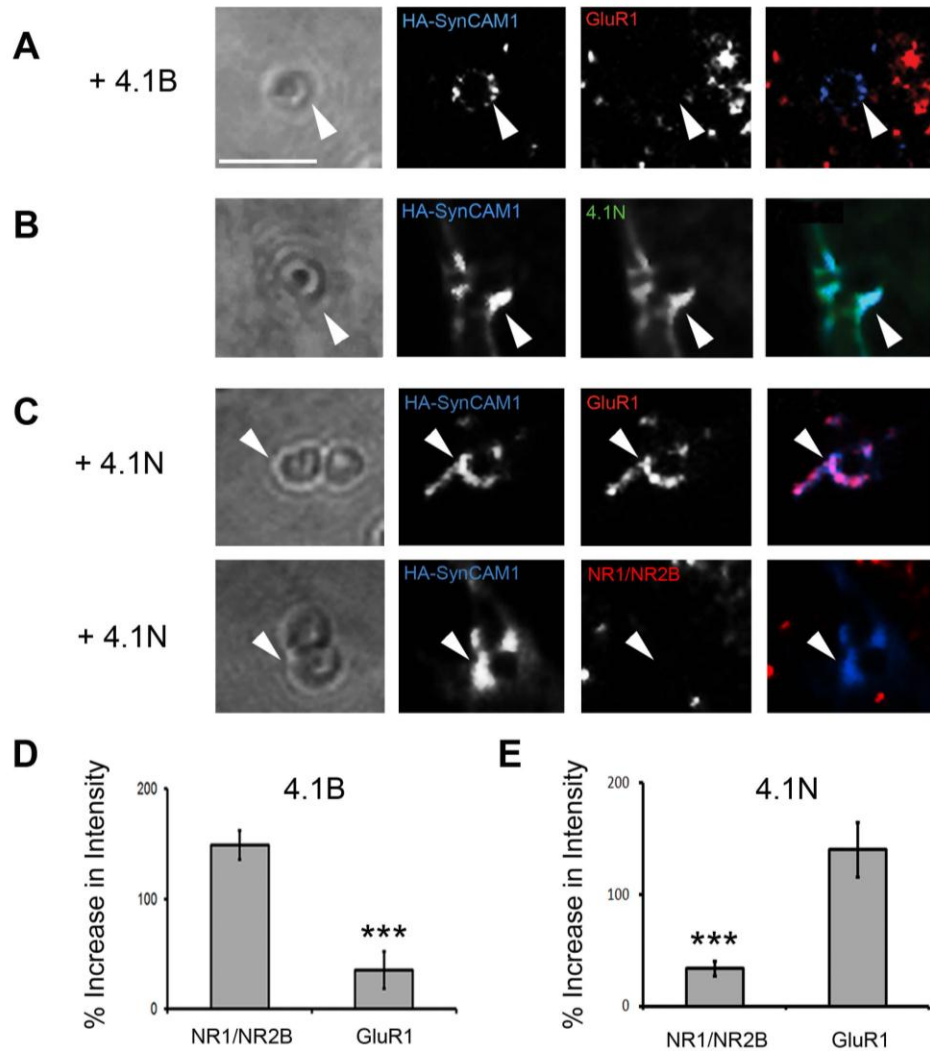 A
+ 4.1B
HA-SynCAM1
GluR1
B
HA-SynCAM1
4.1N
C
+ 4.1N
HA-SynCAM1
GluR1
+ 4.1N
HA-SynCAM1
NR1/NR2B
D
4.1B
% Increase in Intensity
200
100
0
***
NR1/NR2B
GluR1
E
4.1N
% Increase in Intensity
200
100
0
***
NR1/NR2B
GluR1